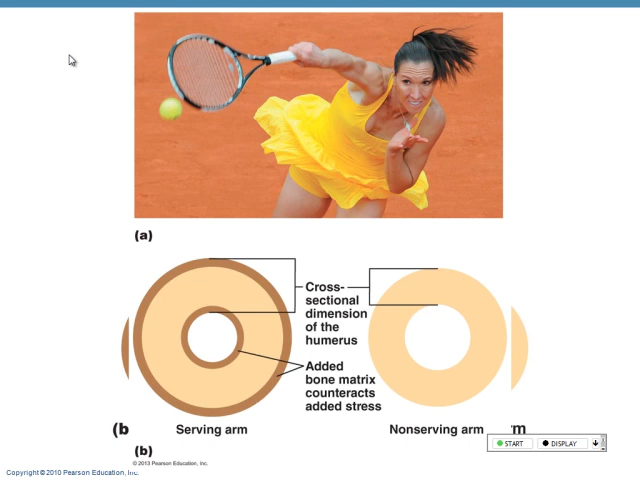 (a)
Cross-
sectional
dimension
of the
humerus
Added
bone matrix
counteracts
added stress
(b
Serving arm
Nonserving arm
rm
START
DISPLAY
(b)
© 2013 Pearson Education, Inc.
Copyright © 2010 Pearson Education, Inc.